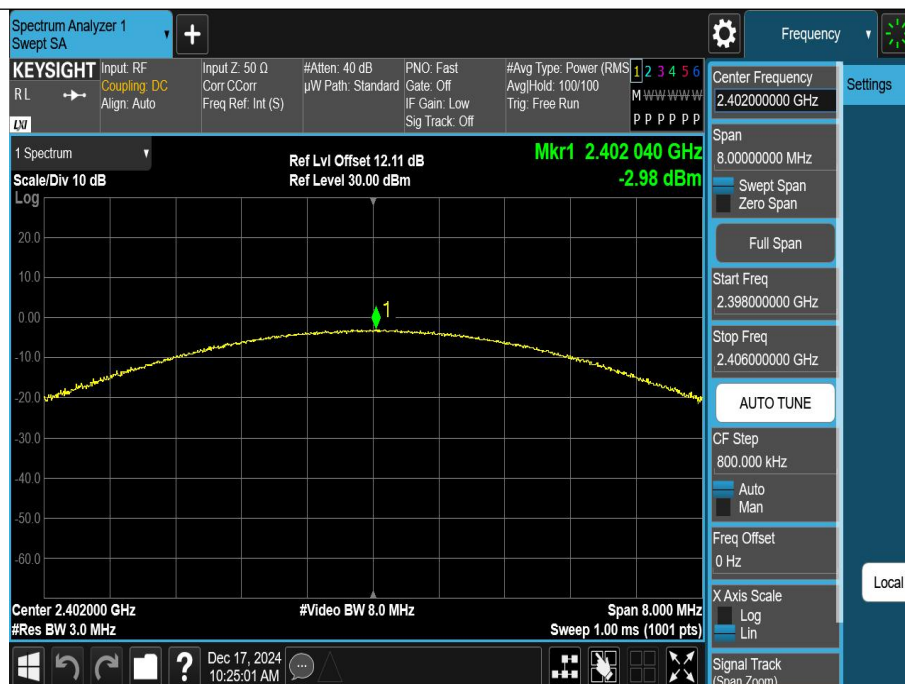 Spectrum Analyzer 1
Swept SA
Frequency
KEYSIGHT
RL
LXI
Input: RF
Coupling: DC
Align: Auto
Input Z: 50 Ω
Corr CCorr
Freq Ref: Int (S)
#Atten: 40 dB
µW Path: Standard
PNO: Fast
Gate: Off
IF Gain: Low
Sig Track: Off
#Avg Type: Power (RMS
Avg|Hold: 100/100
Trig: Free Run
1 2 3 4 5 6
M W W W W W
P P P P P P
1 Spectrum
Scale/Div 10 dB
Log
Ref Lvl Offset 12.11 dB
Ref Level 30.00 dBm
Mkr1 2.402 040 GHz
-2.98 dBm
20.0
10.0
0.00
-10.0
-20.0
-30.0
-40.0
-50.0
-60.0
1
Center 2.402000 GHz
#Res BW 3.0 MHz
#Video BW 8.0 MHz
Span 8.000 MHz
Sweep 1.00 ms (1001 pts)
Dec 17, 2024
10:25:01 AM
Center Frequency
2.402000000 GHz
Span
8.00000000 MHz
Swept Span
Zero Span
Full Span
Start Freq
2.398000000 GHz
Stop Freq
2.406000000 GHz
AUTO TUNE
CF Step
800.000 kHz
Auto
Man
Freq Offset
0 Hz
X Axis Scale
Log
Lin
Signal Track
(Span Zoom)
Settings
Local